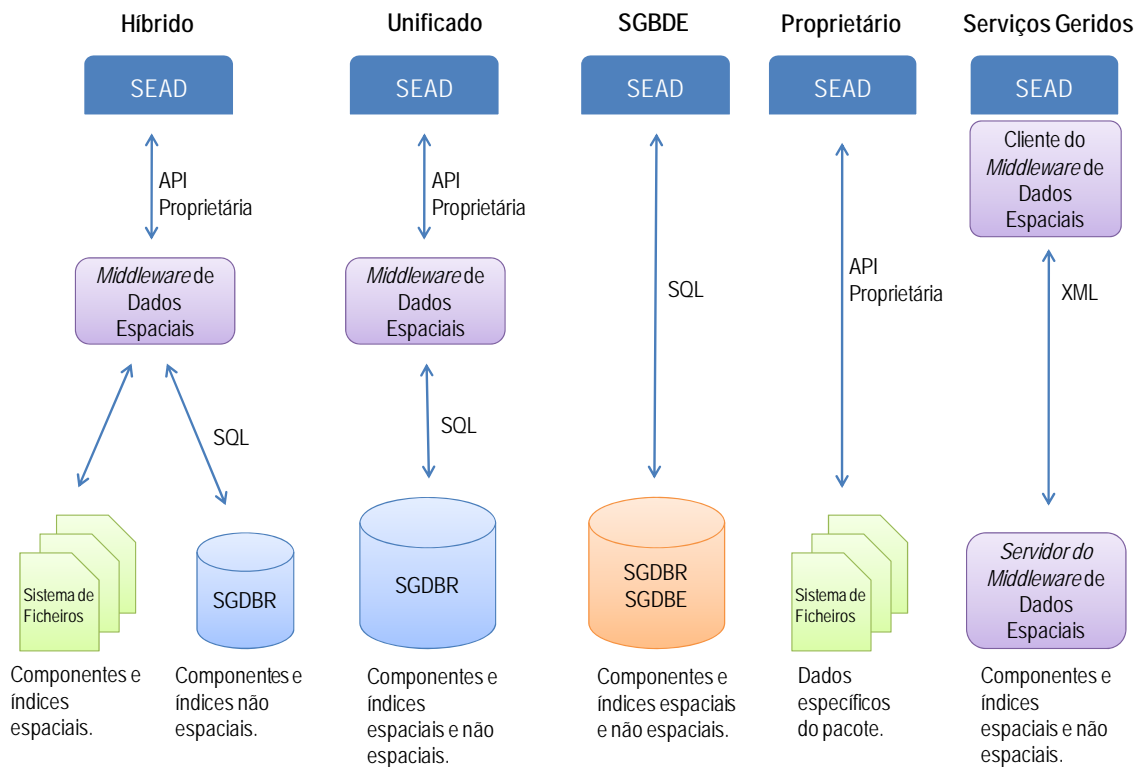 Híbrido
SEAD
API
Proprietária
Middleware de
Dados
Espaciais
SQL
Sistema de
Ficheiros
SGDBR
Componentes e
índices
espaciais.
Componentes e
índices não
espaciais.
Unificado
SEAD
API
Proprietária
Middleware de
Dados
Espaciais
SQL
SGDBR
Componentes e
índices
espaciais e não
espaciais.
SGBDE
SEAD
SQL
SGDBR
SGDBE
Componentes e
índices espaciais
e não espaciais.
Proprietário
SEAD
API
Proprietária
Sistema de
Ficheiros
Dados
específicos
do pacote.
Serviços Geridos
SEAD
Cliente do
Middleware de
Dados
Espaciais
XML
Servidor do
Middleware de
Dados
Espaciais
Componentes e
índices
espaciais e não
espaciais.